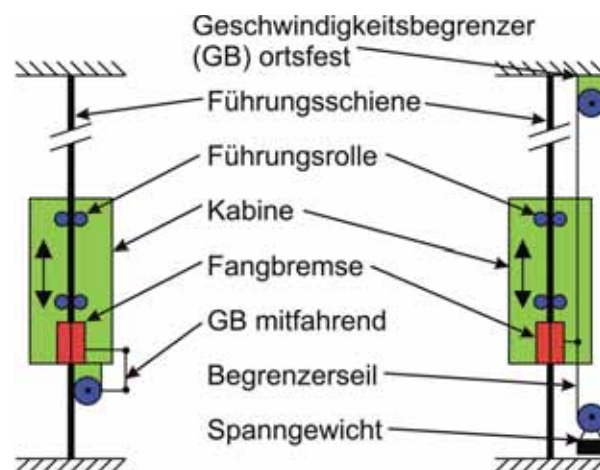 Geschwindigkeitsbegrenzer
(GB) ortsfest
Führungsschiene
Führungsrolle
Kabine
Fangbremse
GB mitfahrend
Begrenzerseil
Spanngewicht